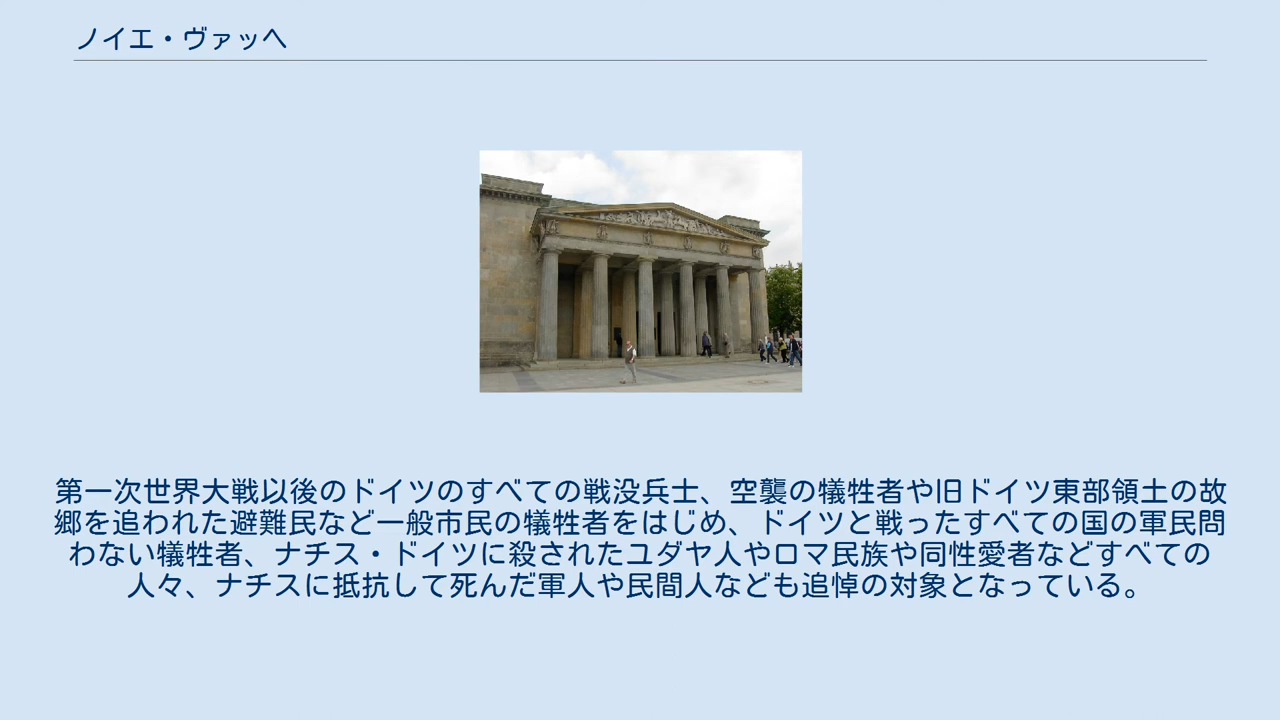 ノイエ・ヴァッヘ
第一次世界大戦以後のドイツのすべての戦没兵士、空襲の犠牲者や旧ドイツ東部領土の故
郷を追われた避難民など一般市民の犠牲者をはじめ、ドイツと戦ったすべての国の軍民問
わない犠牲者、ナチス・ドイツに殺されたユダヤ人やロマ民族や同性愛者などすべての
人々、ナチスに抵抗して死んだ軍人や民間人なども追悼の対象となっている。